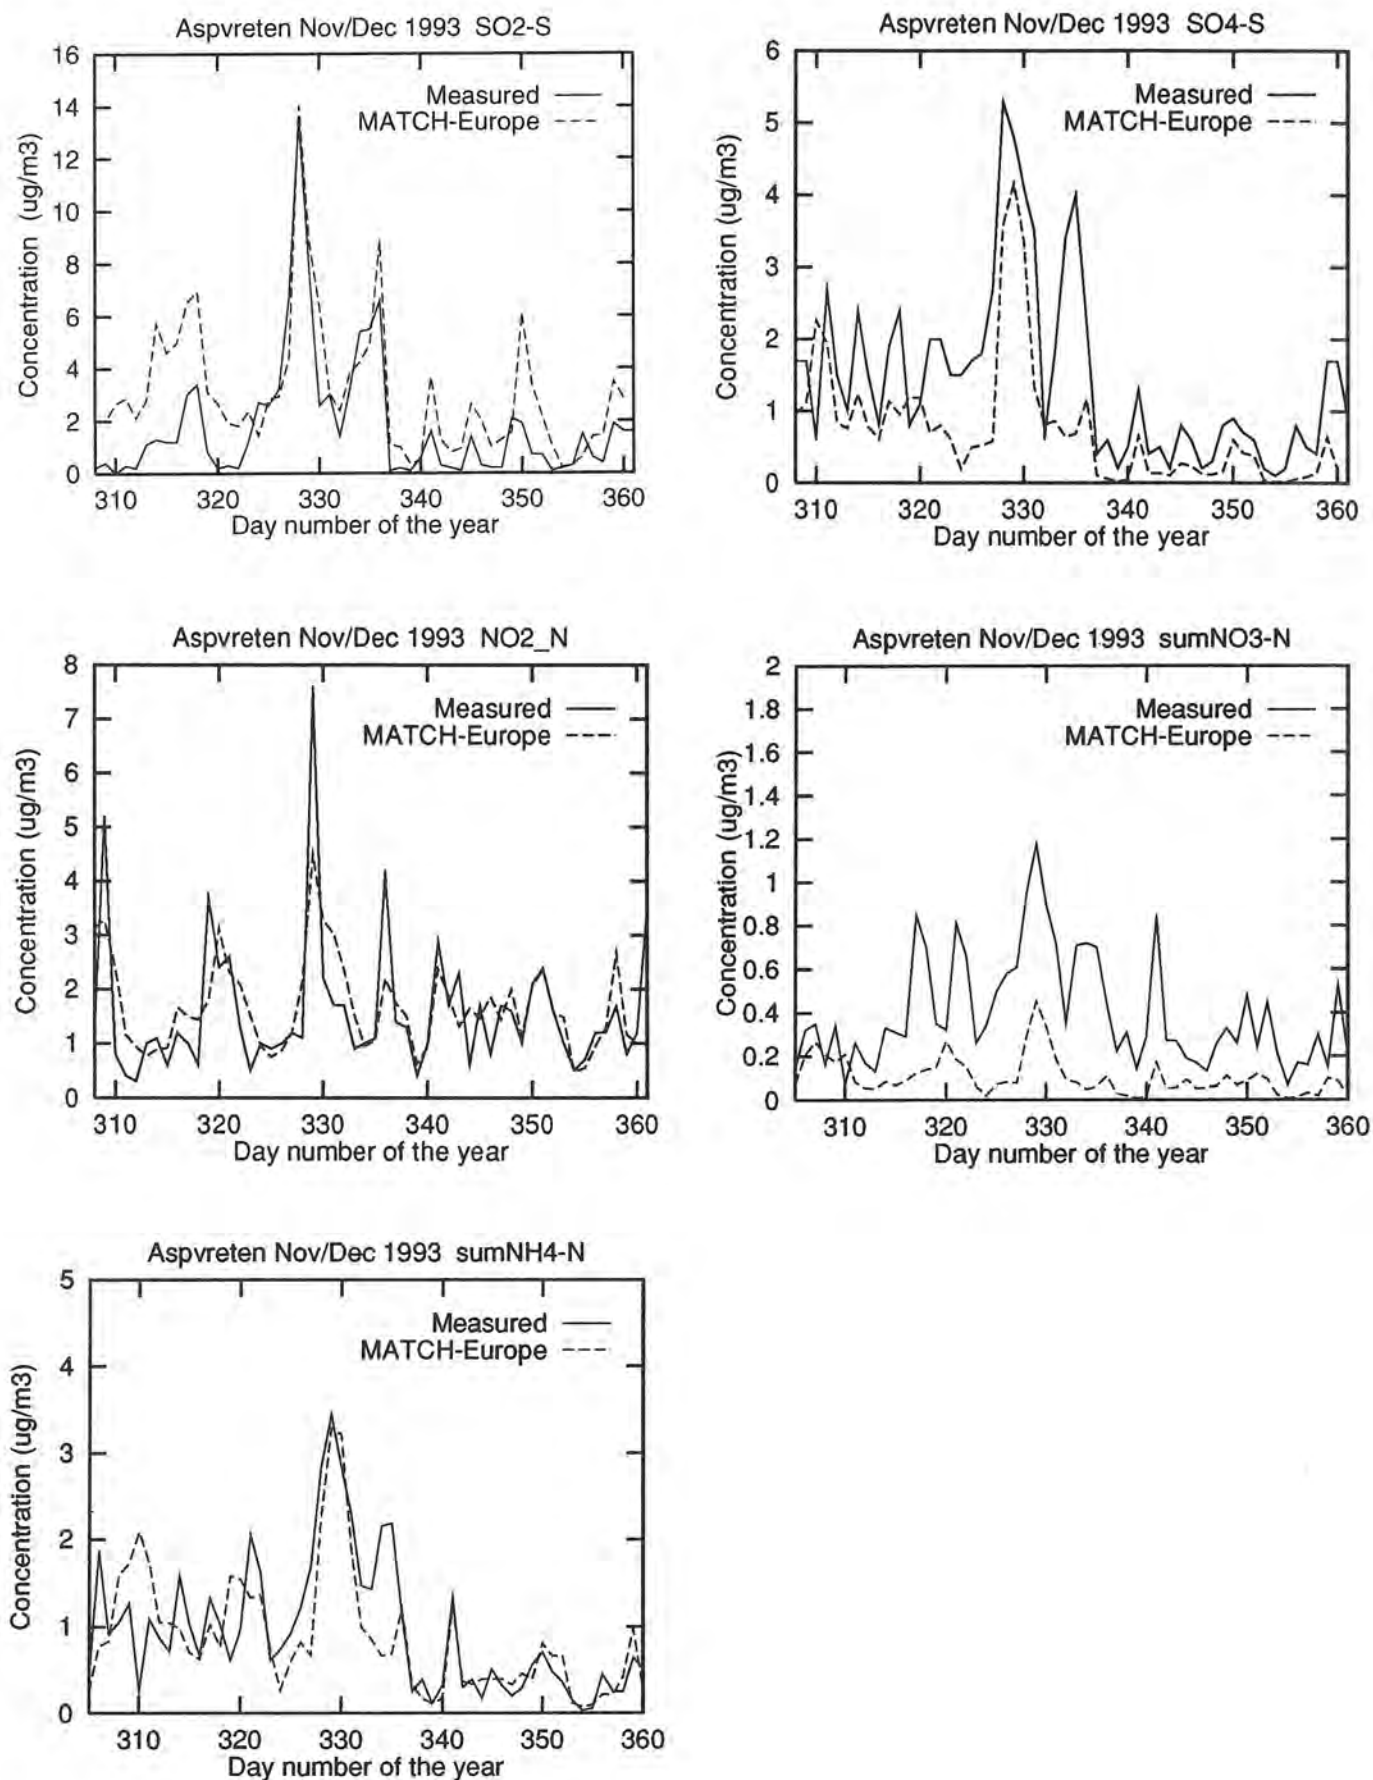 Aspvreten Nov/Dec 1993 SO2-S
Concentration (ug/m3)
16
14
12
10
8
6
4
2
0
Measured
MATCH-Europe
310 320 330 340 350 360
Day number of the year
Aspvreten Nov/Dec 1993 SO4-S
Concentration (ug/m3)
6
5
4
3
2
1
0
Measured
MATCH-Europe
310 320 330 340 350 360
Day number of the year
Aspvreten Nov/Dec 1993 NO2_N
Concentration (ug/m3)
8
7
6
5
4
3
2
1
0
Measured
MATCH-Europe
310 320 330 340 350 360
Day number of the year
Aspvreten Nov/Dec 1993 sumNO3-N
Concentration (ug/m3)
2
1.8
1.6
1.4
1.2
1
0.8
0.6
0.4
0.2
0
Measured
MATCH-Europe
310 320 330 340 350 360
Day number of the year
Aspvreten Nov/Dec 1993 sumNH4-N
Concentration (ug/m3)
5
4
3
2
1
0
Measured
MATCH-Europe
310 320 330 340 350 360
Day number of the year